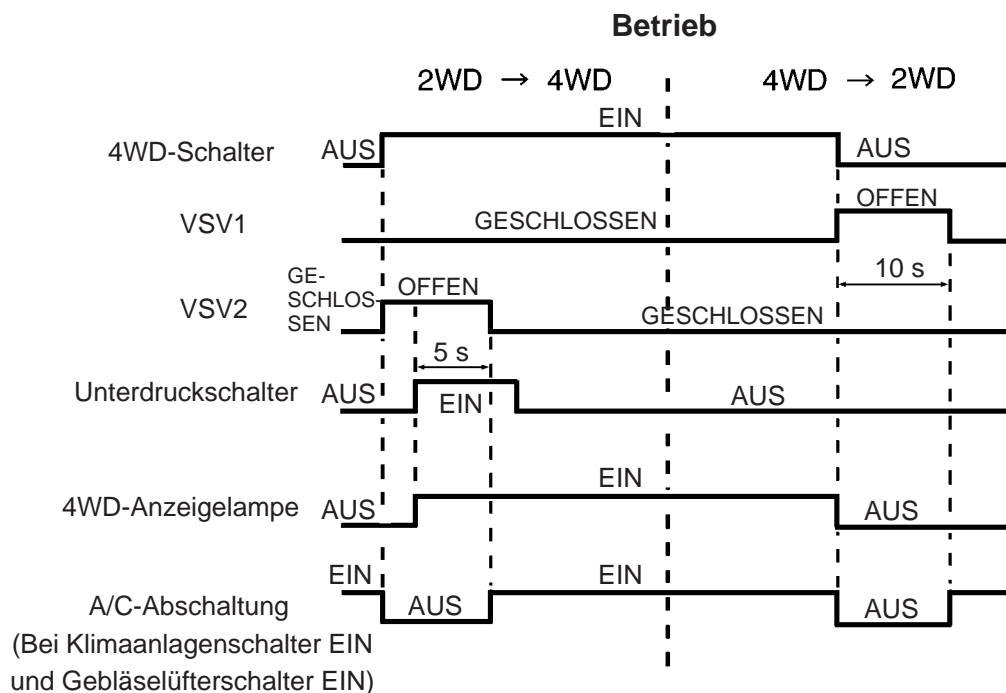 Betrieb
2WD → 4WD
4WD → 2WD
4WD-Schalter
AUS
EIN
AUS
VSV1
GESCHLOSSEN
OFFEN
10 s
VSV2
GE-
SCHLOS-
SEN
OFFEN
GESCHLOSSEN
5 s
Unterdruckschalter
AUS
EIN
AUS
4WD-Anzeigelampe
AUS
EIN
AUS
A/C-Abschaltung
(Bei Klimaanlagenschalter EIN
und Gebläselüfterschalter EIN)
EIN
AUS
EIN
AUS